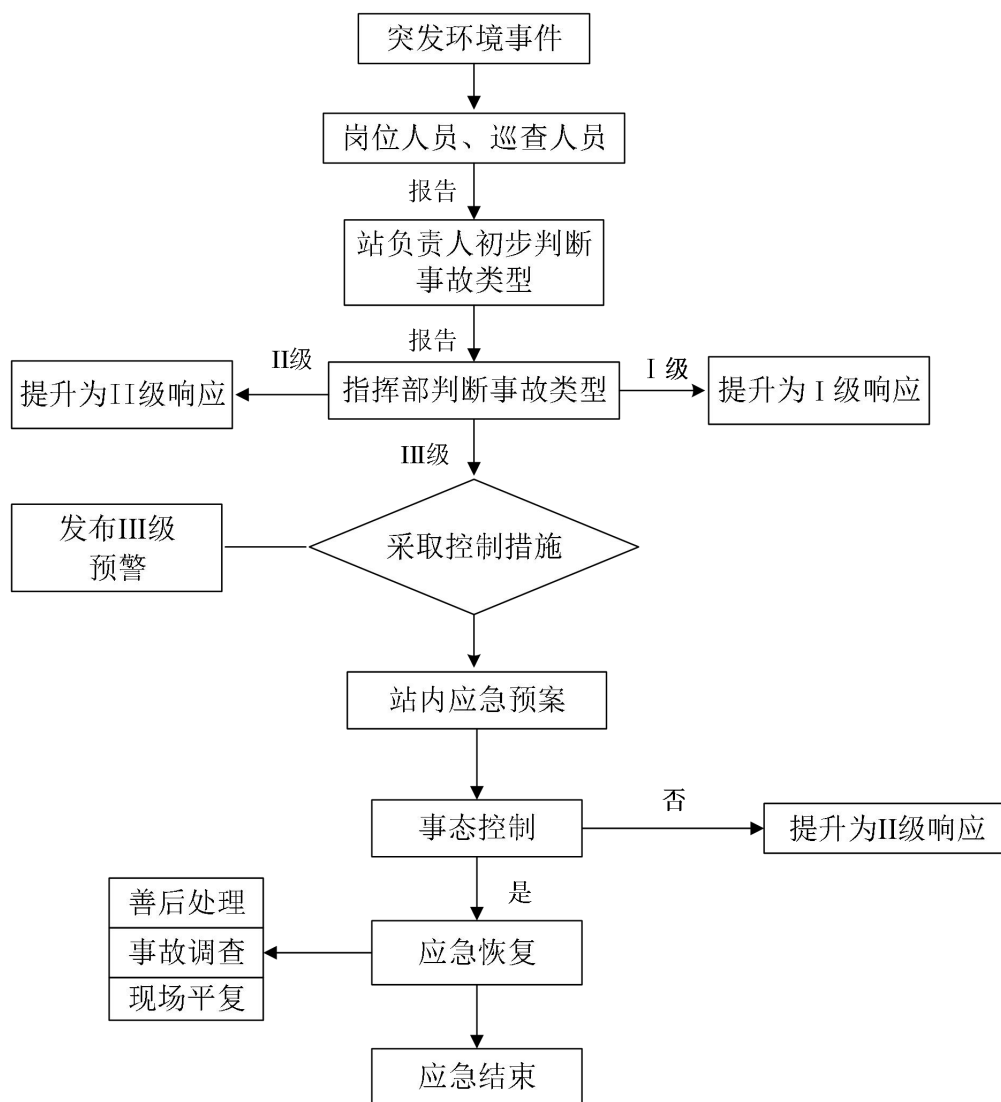 突发环境事件
岗位人员、巡查人员
报告
站负责人初步判断
事故类型
报告
II级
I级
提升为II级响应
指挥部判断事故类型
提升为I级响应
III级
发布III级
预警
采取控制措施
站内应急预案
事态控制
否
提升为II级响应
是
善后处理
事故调查
现场平复
应急恢复
应急结束